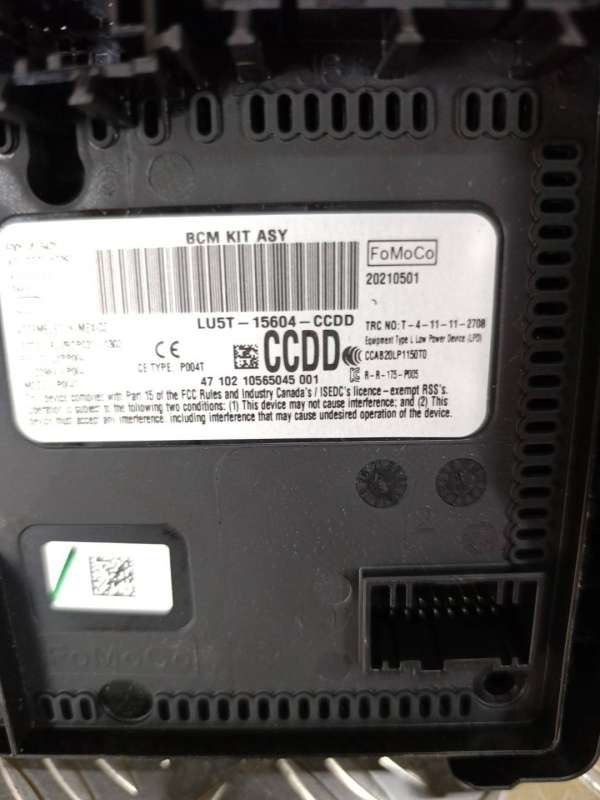 BCM KIT ASY
FoMoCo
20210501
LU5T-15604-CCDD
TRC NO: T-4-11-11-2708
Equipment Type L Low Power Device (LPD)
CE TYPE P004T
CCDD
CCAB20LP1150T0
R-R-175-P005
47 102 10565045 001
device complies with Part 15 of the FCC Rules and Industry Canada's / ISEDC's licence-exempt RSS's.
Operation is subject to the following two conditions: (1) This device may not cause interference; and (2) This
device must accept any interference, including interference that may cause undesired operation of the device.
FoMoCo